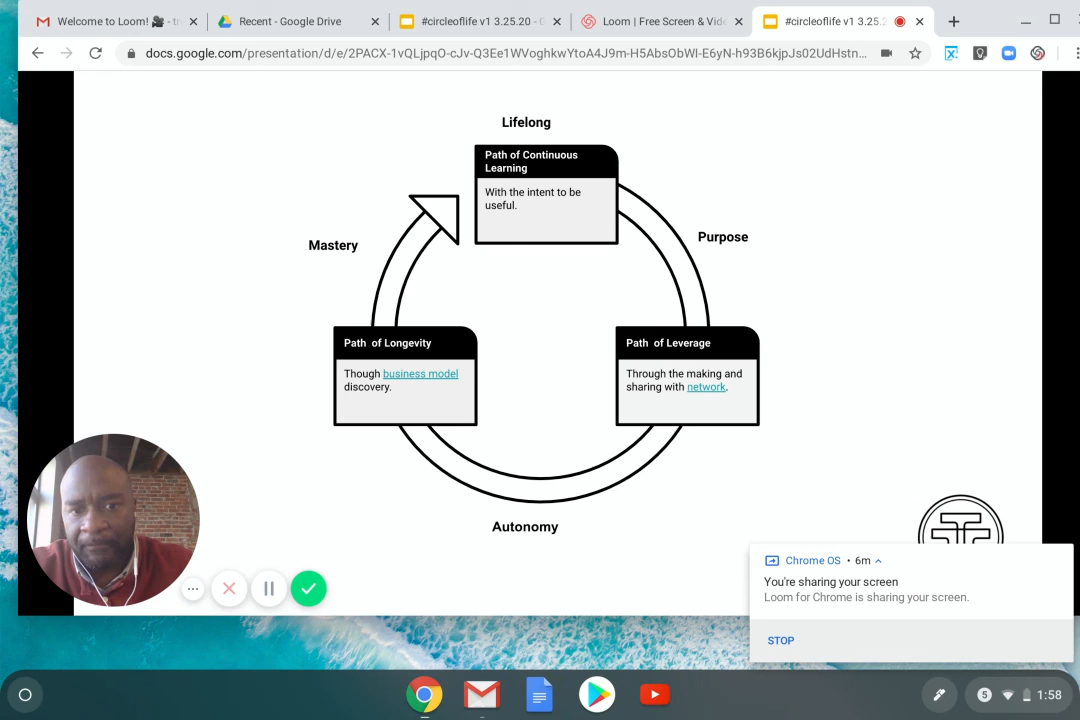 Welcome to Loom! 🎥 - tr
Recent - Google Drive
#circleoflife v1 3.25.20 - G
Loom | Free Screen & Vide
#circleoflife v1 3.25.2
docs.google.com/presentation/d/e/2PACX-1vQLjpqO-cJv-Q3Ee1WVoghkwYtoA4J9m-H5AbsObWI-E6yN-h93B6kjpJs02UdHstn...
Lifelong
Path of Continuous
Learning
With the intent to be
useful.
Mastery
Purpose
Path of Longevity
Though business model
discovery.
Path of Leverage
Through the making and
sharing with network.
Autonomy
Chrome OS • 6m
You're sharing your screen
Loom for Chrome is sharing your screen.
STOP
5
1:58